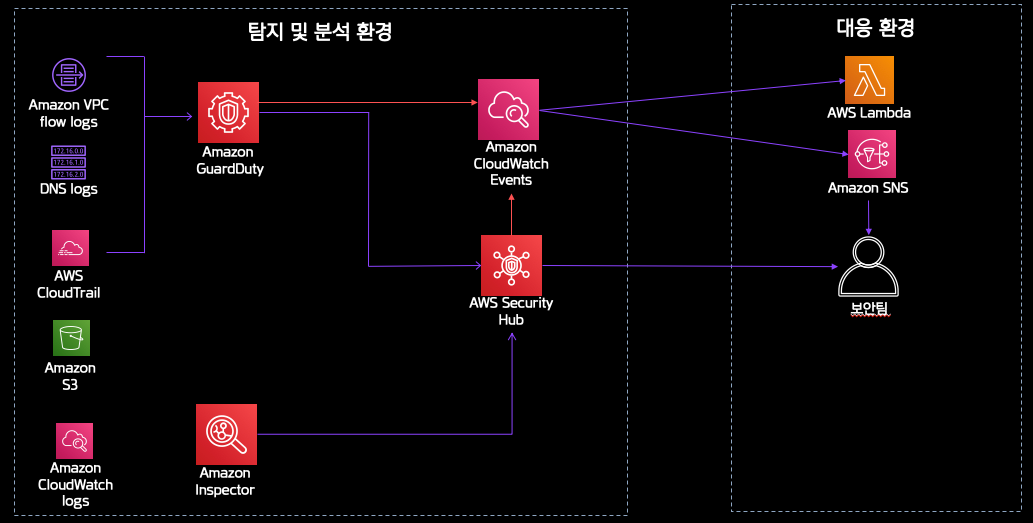 탐지 및 분석 환경
Amazon VPC
flow logs
172.16.0.0
172.16.1.0
172.16.2.0
DNS logs
AWS
CloudTrail
Amazon
S3
Amazon
CloudWatch
logs
Amazon
GuardDuty
Amazon
Inspector
Amazon
CloudWatch
Events
AWS Security
Hub
대응 환경
AWS Lambda
Amazon SNS
보안팀